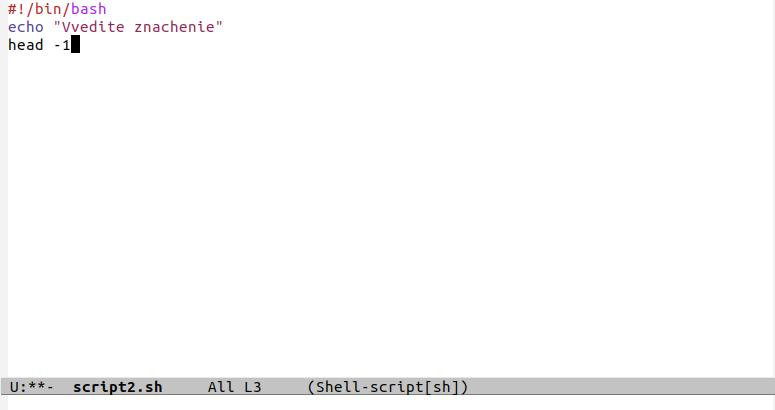 #!/bin/bash
echo "Vvedite znachenie"
head -1
U:**-  script2.sh     All L3     (Shell-script[sh])